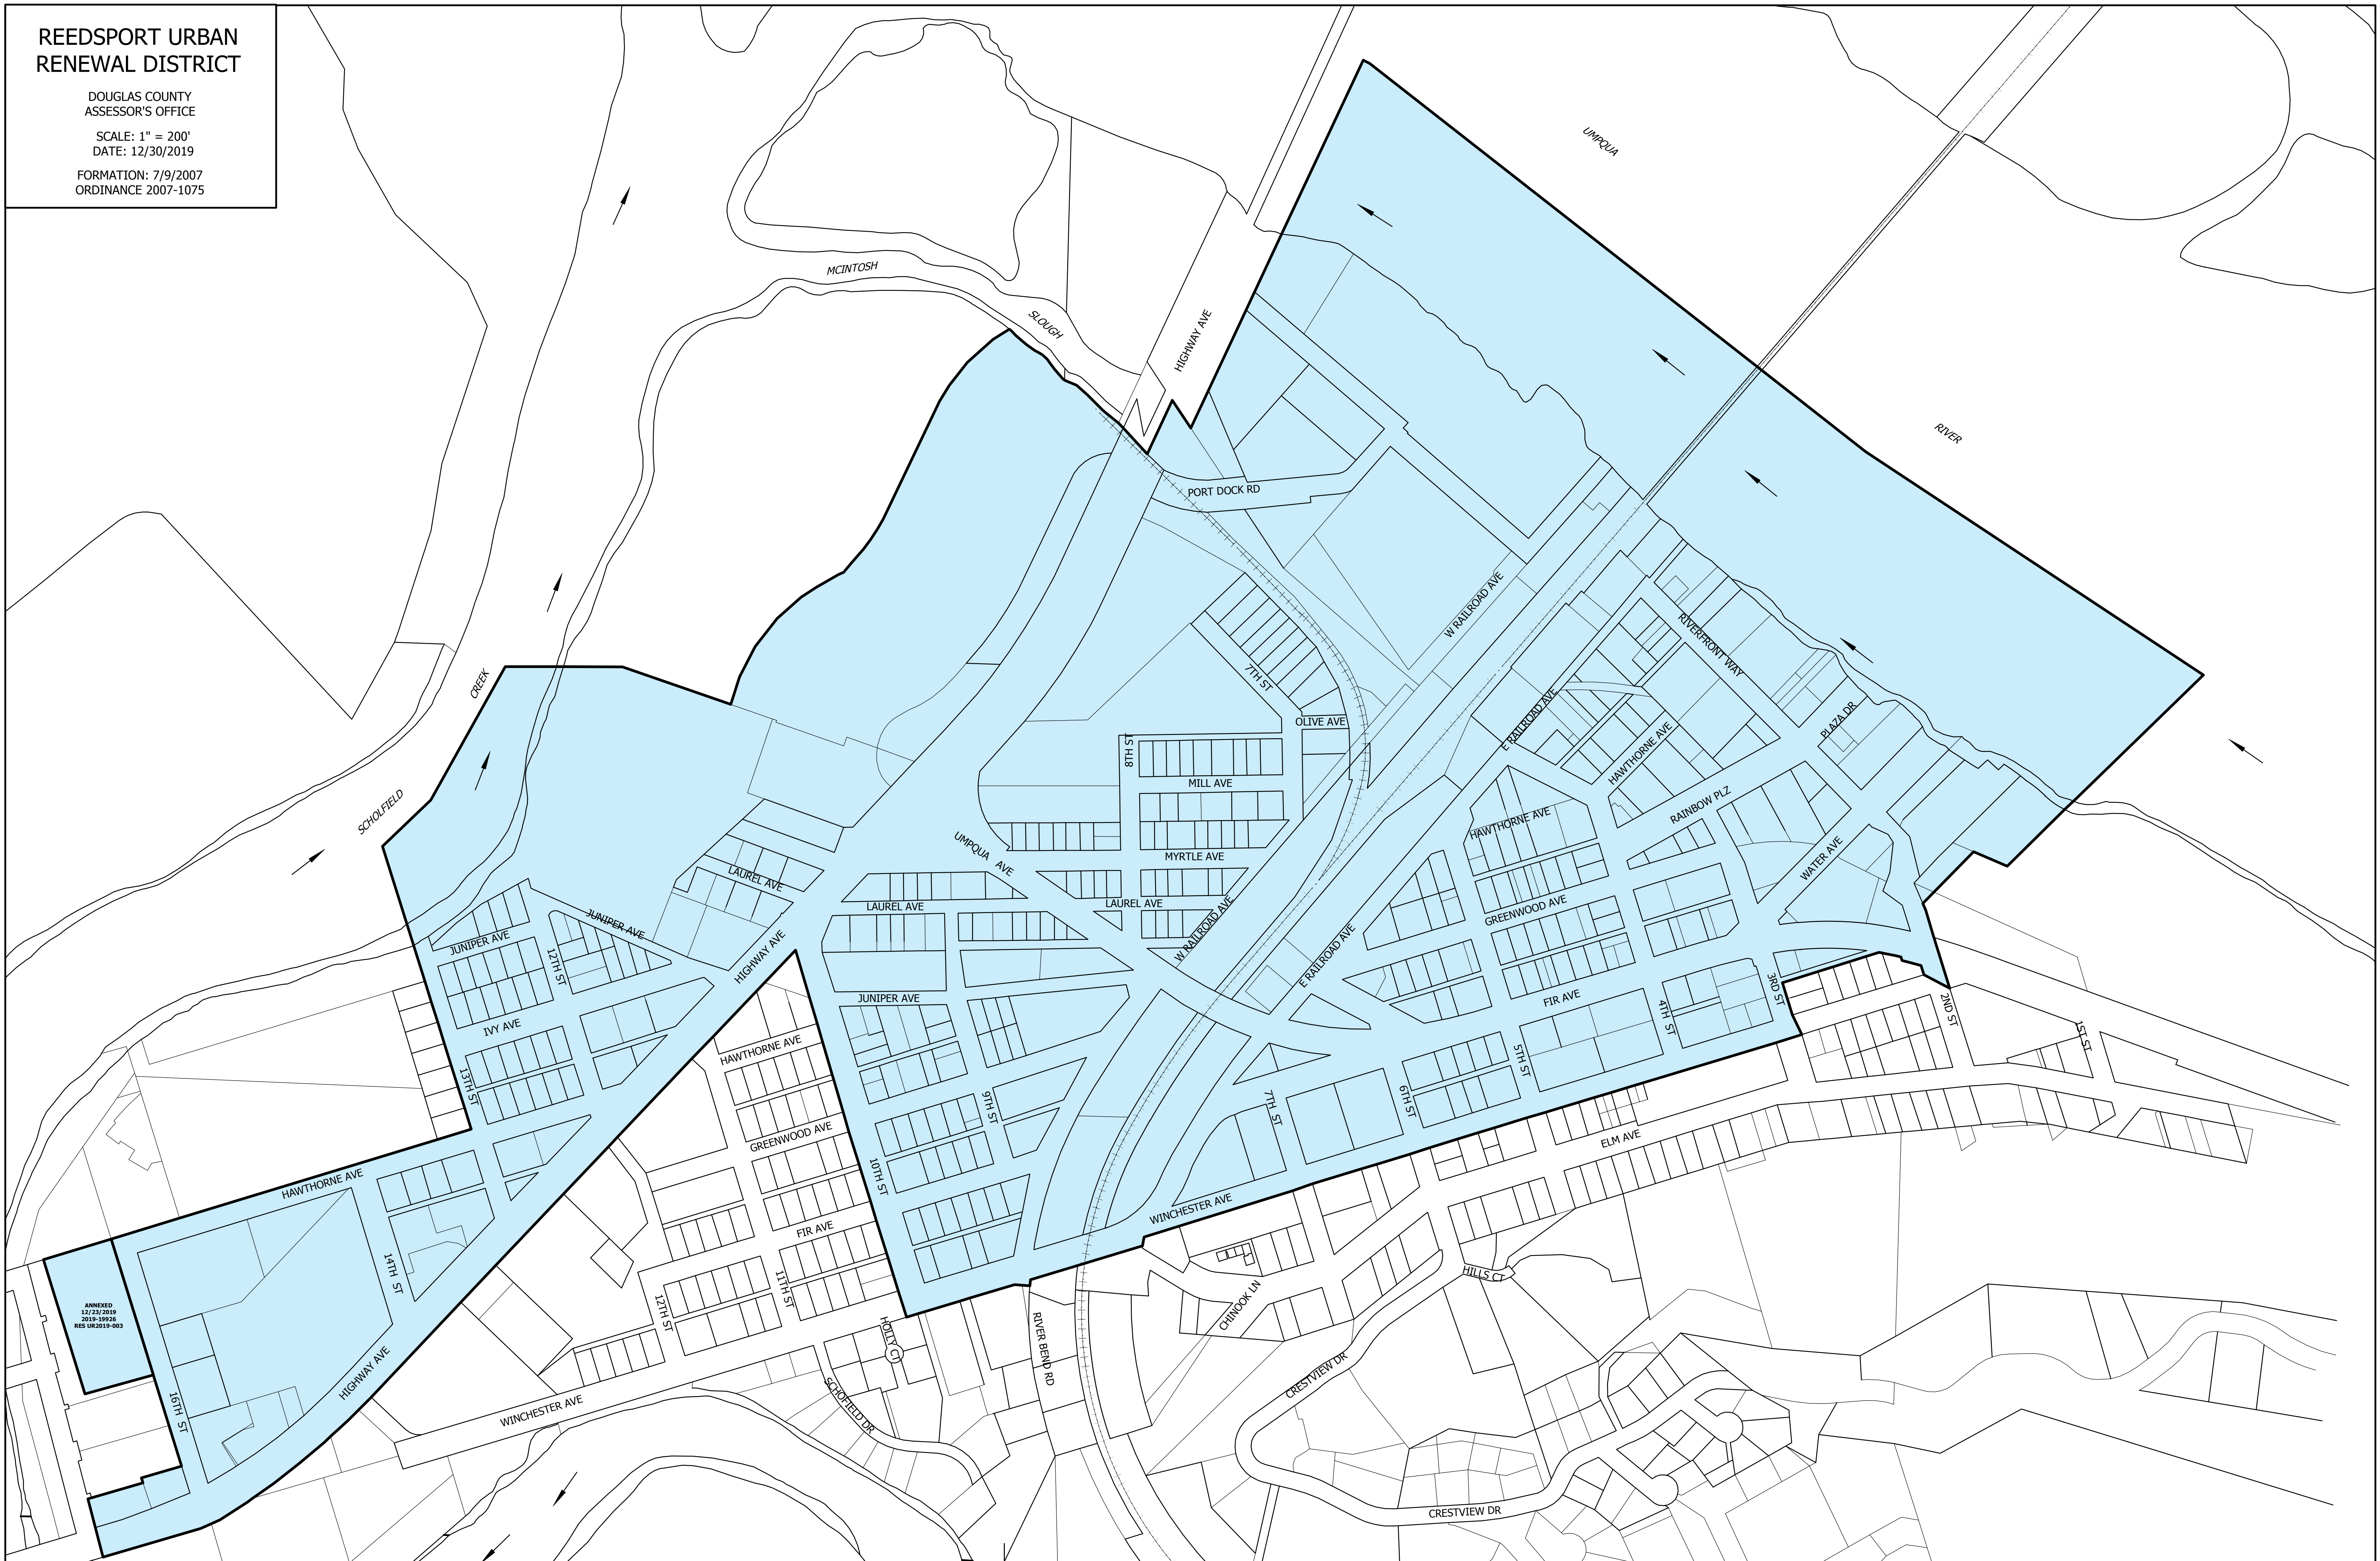 REEDSPORT URBAN
RENEWAL DISTRICT
DOUGLAS COUNTY
ASSESSOR'S OFFICE
SCALE: 1" = 200'
DATE: 12/30/2019
FORMATION: 7/9/2007
ORDINANCE 2007-1075
UMPQUA
MCINTOSH
SLOUGH
HIGHWAY AVE
RIVER
PORT DOCK RD
W RAILROAD AVE
RIVERFRONT WAY
7TH ST
CREEK
OLIVE AVE
E RAILROAD AVE
PLAZA DR
8TH ST
HAWTHORNE AVE
MILL AVE
SCHOLFIELD
RAINBOW PLZ
HAWTHORNE AVE
UMPQUA AVE
MYRTLE AVE
WATER AVE
LAUREL AVE
LAUREL AVE
LAUREL AVE
GREENWOOD AVE
JUNIPER AVE
W RAILROAD AVE
JUNIPER AVE
HIGHWAY AVE
E RAILROAD AVE
12TH ST
JUNIPER AVE
FIR AVE
3RD ST
2ND ST
4TH ST
IVY AVE
1ST ST
HAWTHORNE AVE
5TH ST
13TH ST
6TH ST
9TH ST
7TH ST
GREENWOOD AVE
ELM AVE
10TH ST
HAWTHORNE AVE
WINCHESTER AVE
FIR AVE
14TH ST
HILLS CT
11TH ST
12TH ST
ANNEXED
12/23/2019
2019-19926
RES UR2019-003
CHINOOK LN
HOLLY CT
RIVER BEND RD
HIGHWAY AVE
CRESTVIEW DR
16TH ST
SCHOFIELD DR
WINCHESTER AVE
CRESTVIEW DR